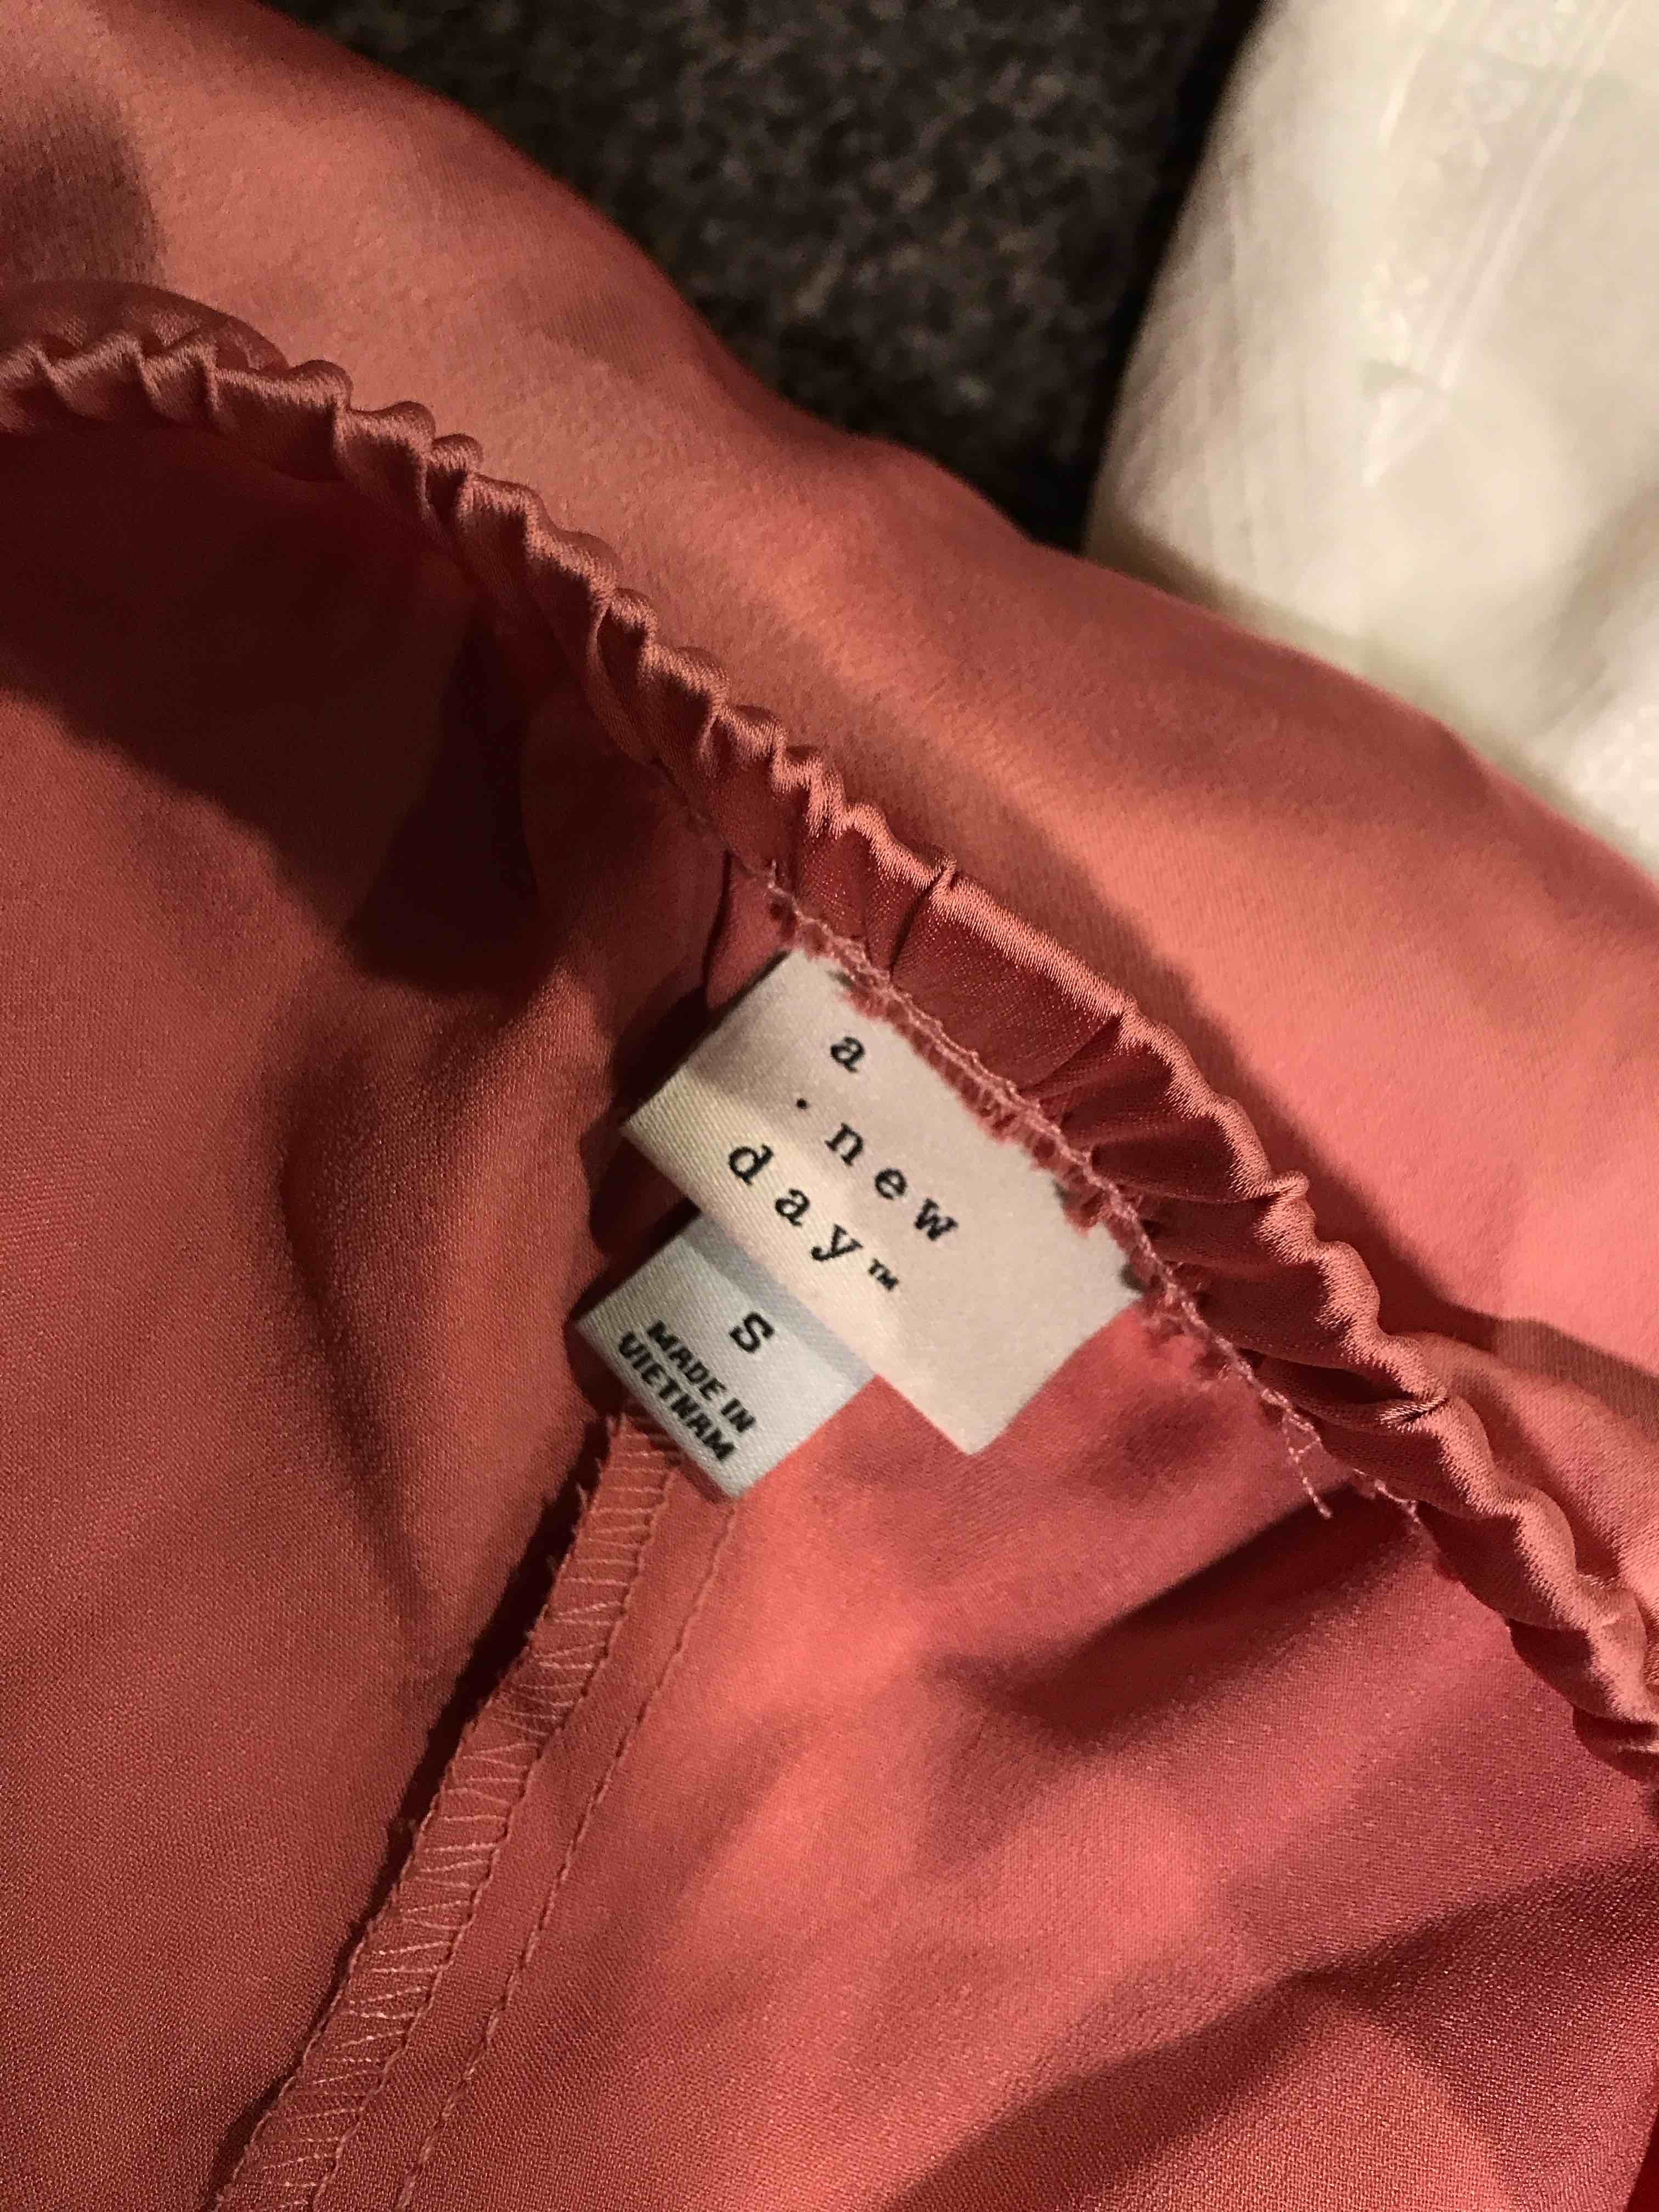 a
. new
day™
S
MADE IN
VIETNAM